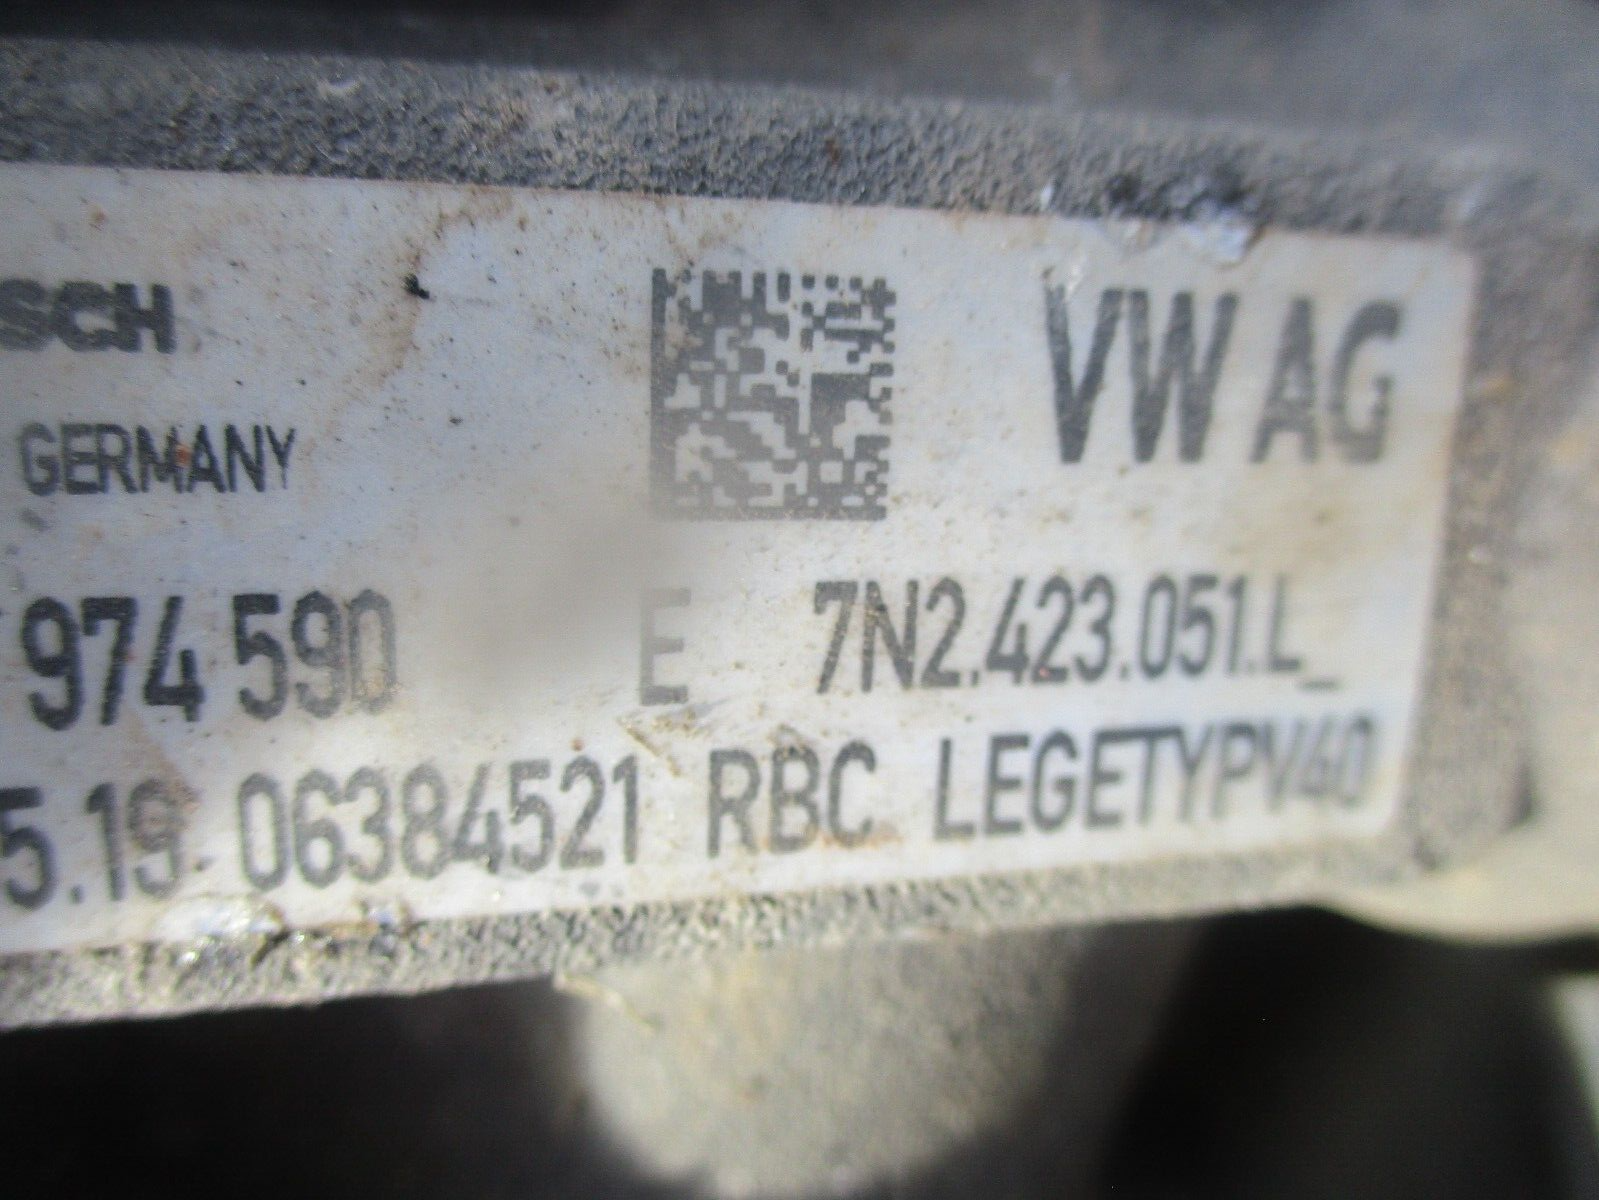 SCH
VW AG
GERMANY
974 590 E 7N2.423.051.L_
5.19 06384521 RBC LEGETYPV40